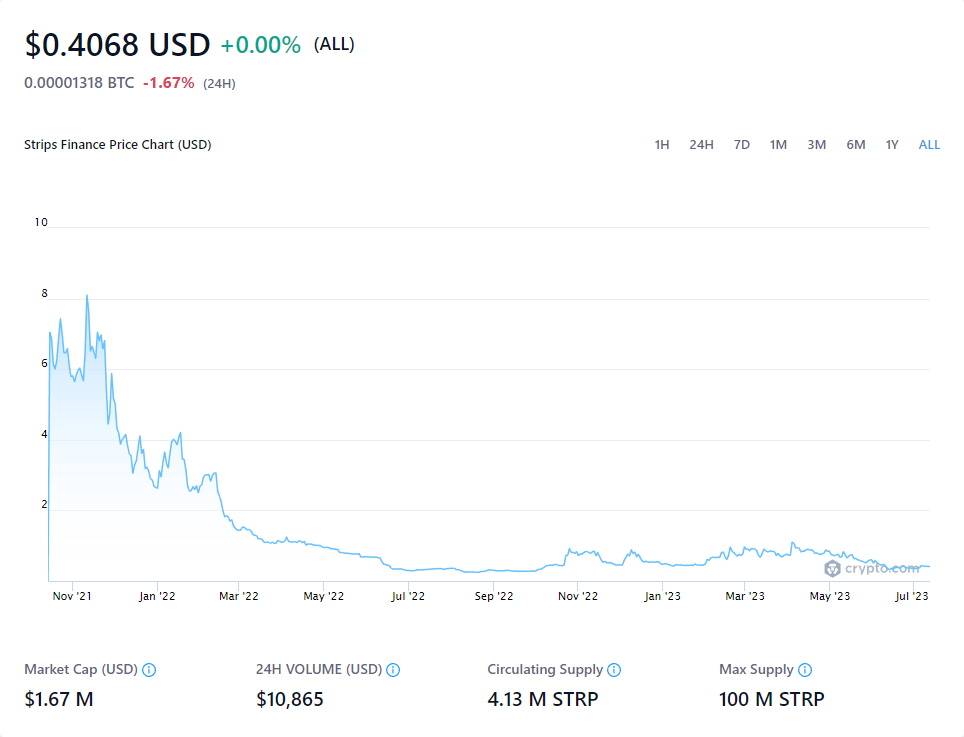 $0.4068 USD +0.00% (ALL)
0.00001318 BTC -1.67% (24H)
Strips Finance Price Chart (USD) 1H 24H 7D 1M 3M 6M 1Y ALL
10
8
6
4
2
crypto.com
Nov '21 Jan '22 Mar '22 May '22 Jul '22 Sep '22 Nov '22 Jan '23 Mar '23 May '23 Jul '23
Market Cap (USD) 24H VOLUME (USD) Circulating Supply Max Supply
$1.67 M $10,865 4.13 M STRP 100 M STRP